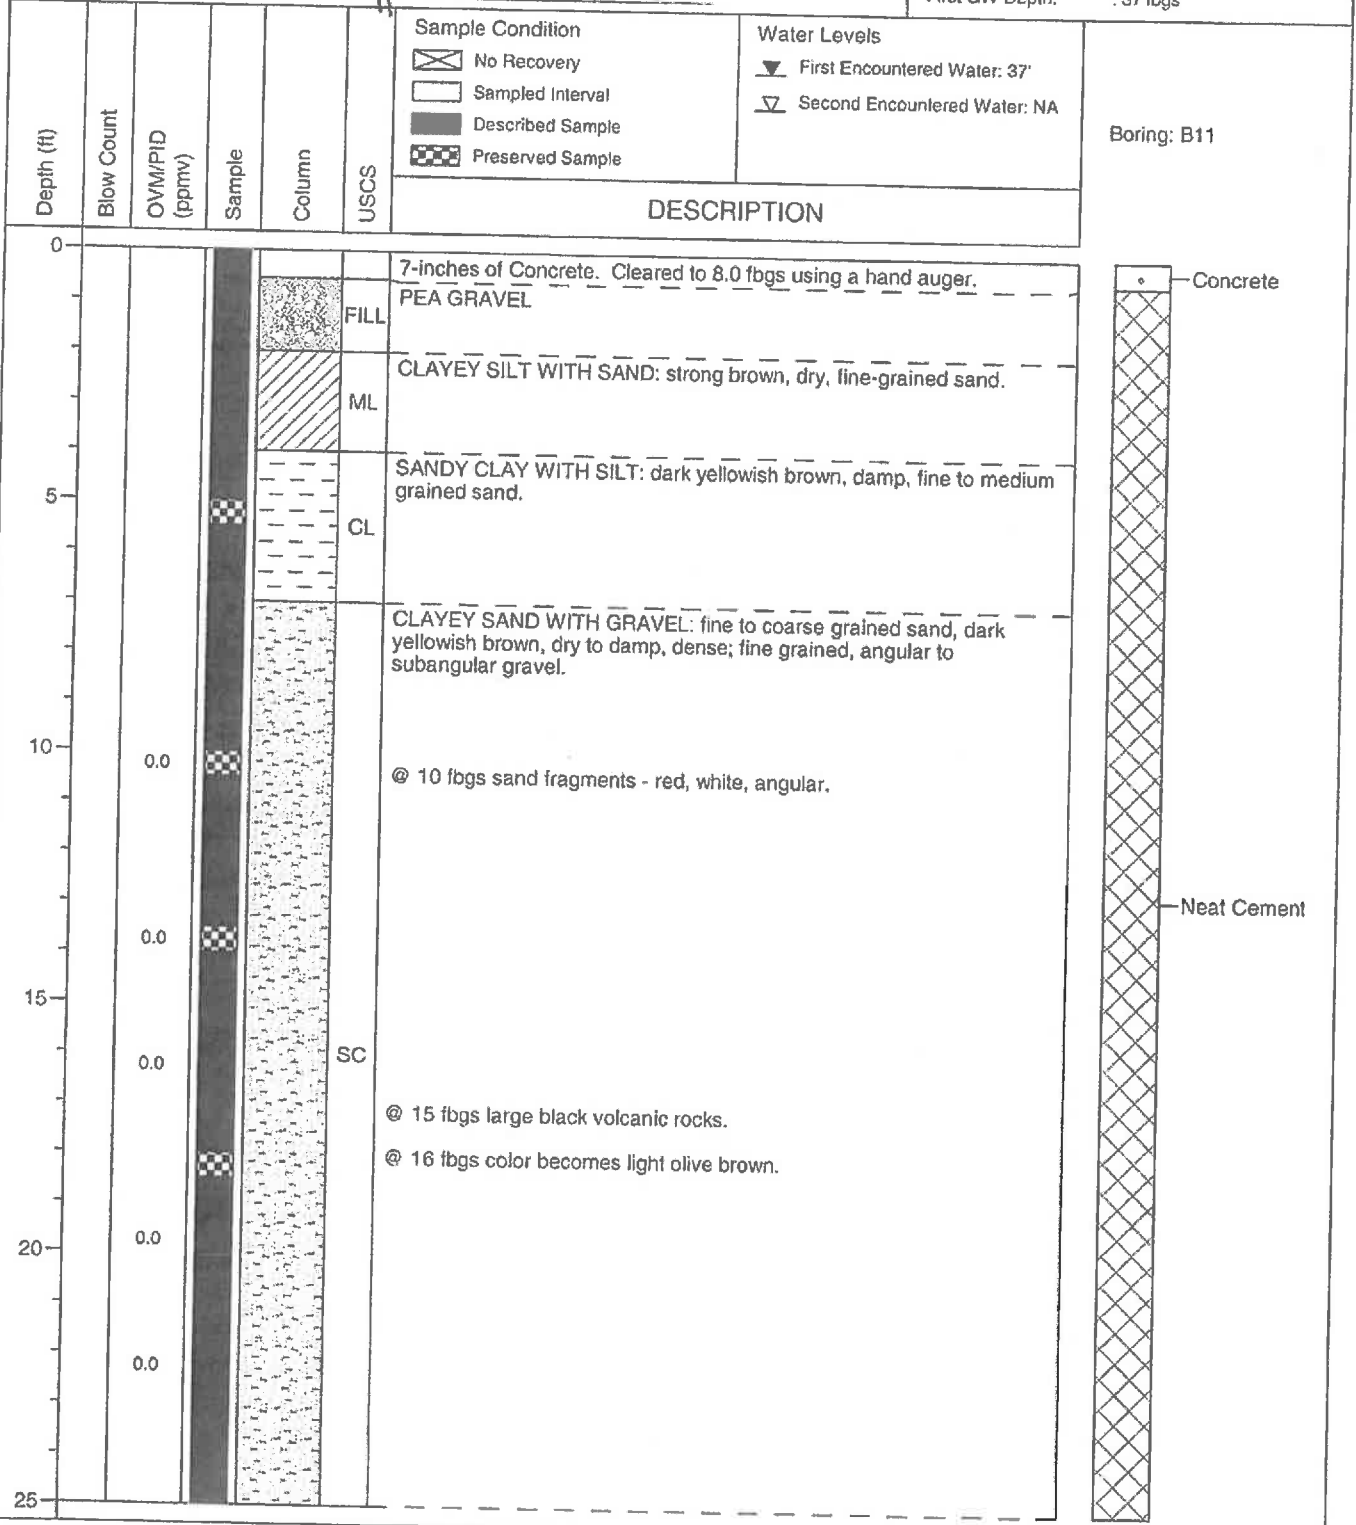 First GW Depth: : 37 fbgs
Sample Condition
No Recovery
Sampled Interval
Described Sample
Preserved Sample
Water Levels
First Encountered Water: 37'
Second Encountered Water: NA
Boring: B11
Depth (ft)
Blow Count
OVM/PID
(ppmv)
Sample
Column
USCS
DESCRIPTION
0
7-inches of Concrete. Cleared to 8.0 fbgs using a hand auger.
Concrete
FILL
PEA GRAVEL
CLAYEY SILT WITH SAND: strong brown, dry, fine-grained sand.
ML
SANDY CLAY WITH SILT: dark yellowish brown, damp, fine to medium
grained sand.
5
CL
CLAYEY SAND WITH GRAVEL: fine to coarse grained sand, dark
yellowish brown, dry to damp, dense; fine grained, angular to
subangular gravel.
10
0.0
@ 10 fbgs sand fragments - red, white, angular.
Neat Cement
0.0
15
0.0
SC
@ 15 fbgs large black volcanic rocks.
@ 16 fbgs color becomes light olive brown.
0.0
20
0.0
25